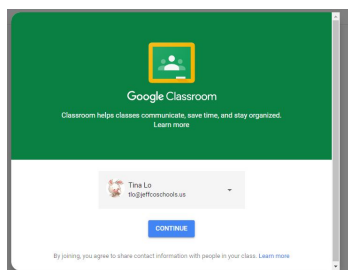 Google Classroom
Classroom helps classes communicate, save time, and stay organized.
Learn more
Tina Lo
tlo@jeffcoschools.us
CONTINUE
By joining, you agree to share contact information with people in your class. Learn more